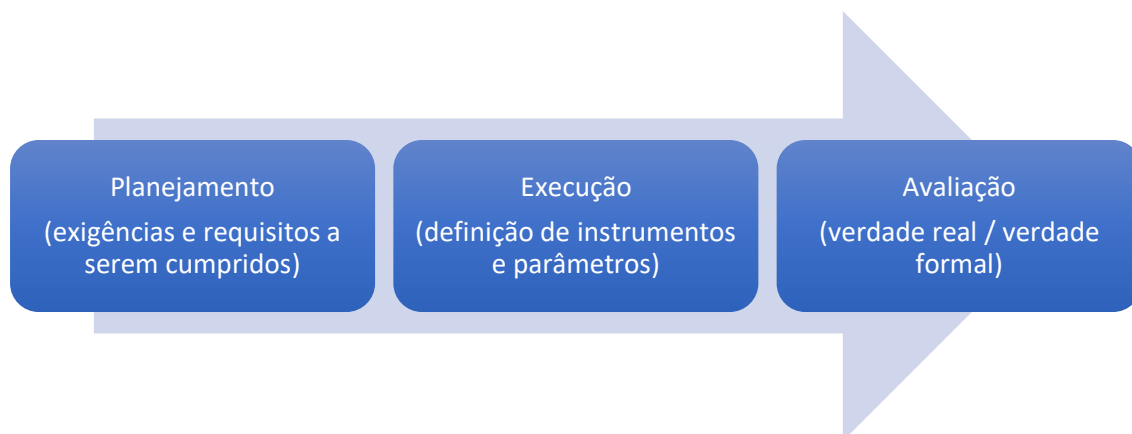 Planejamento
(exigências e requisitos a
serem cumpridos)
Execução
(definição de instrumentos
e parâmetros)
Avaliação
(verdade real / verdade
formal)